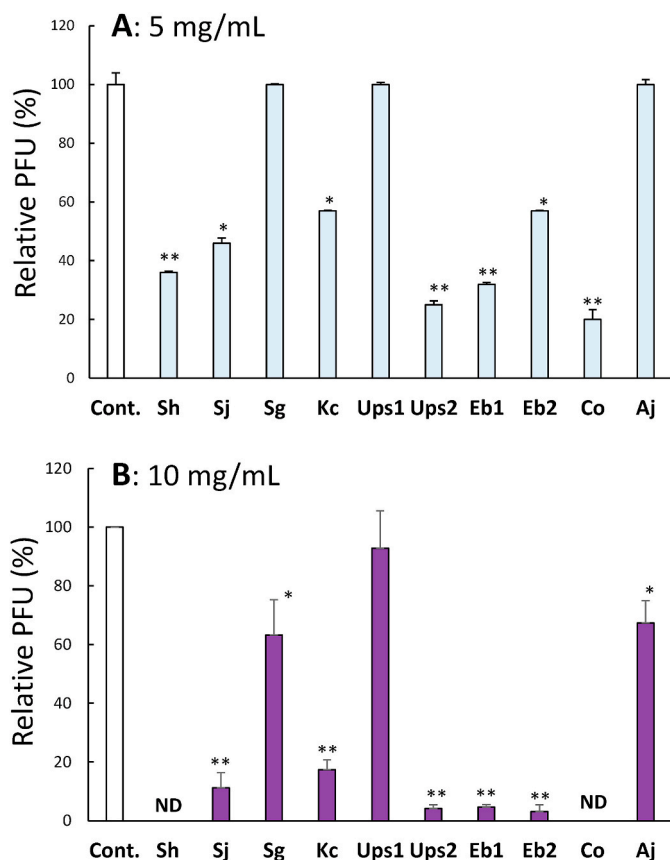 A: 5 mg/mL
Relative PFU (%)
120
100
80
60
40
20
0
** * * ** ** * **
Cont. Sh Sj Sg Kc Ups1 Ups2 Eb1 Eb2 Co Aj
B: 10 mg/mL
Relative PFU (%)
120
100
80
60
40
20
0
ND ** * ** ** ** ** ND *
Cont. Sh Sj Sg Kc Ups1 Ups2 Eb1 Eb2 Co Aj